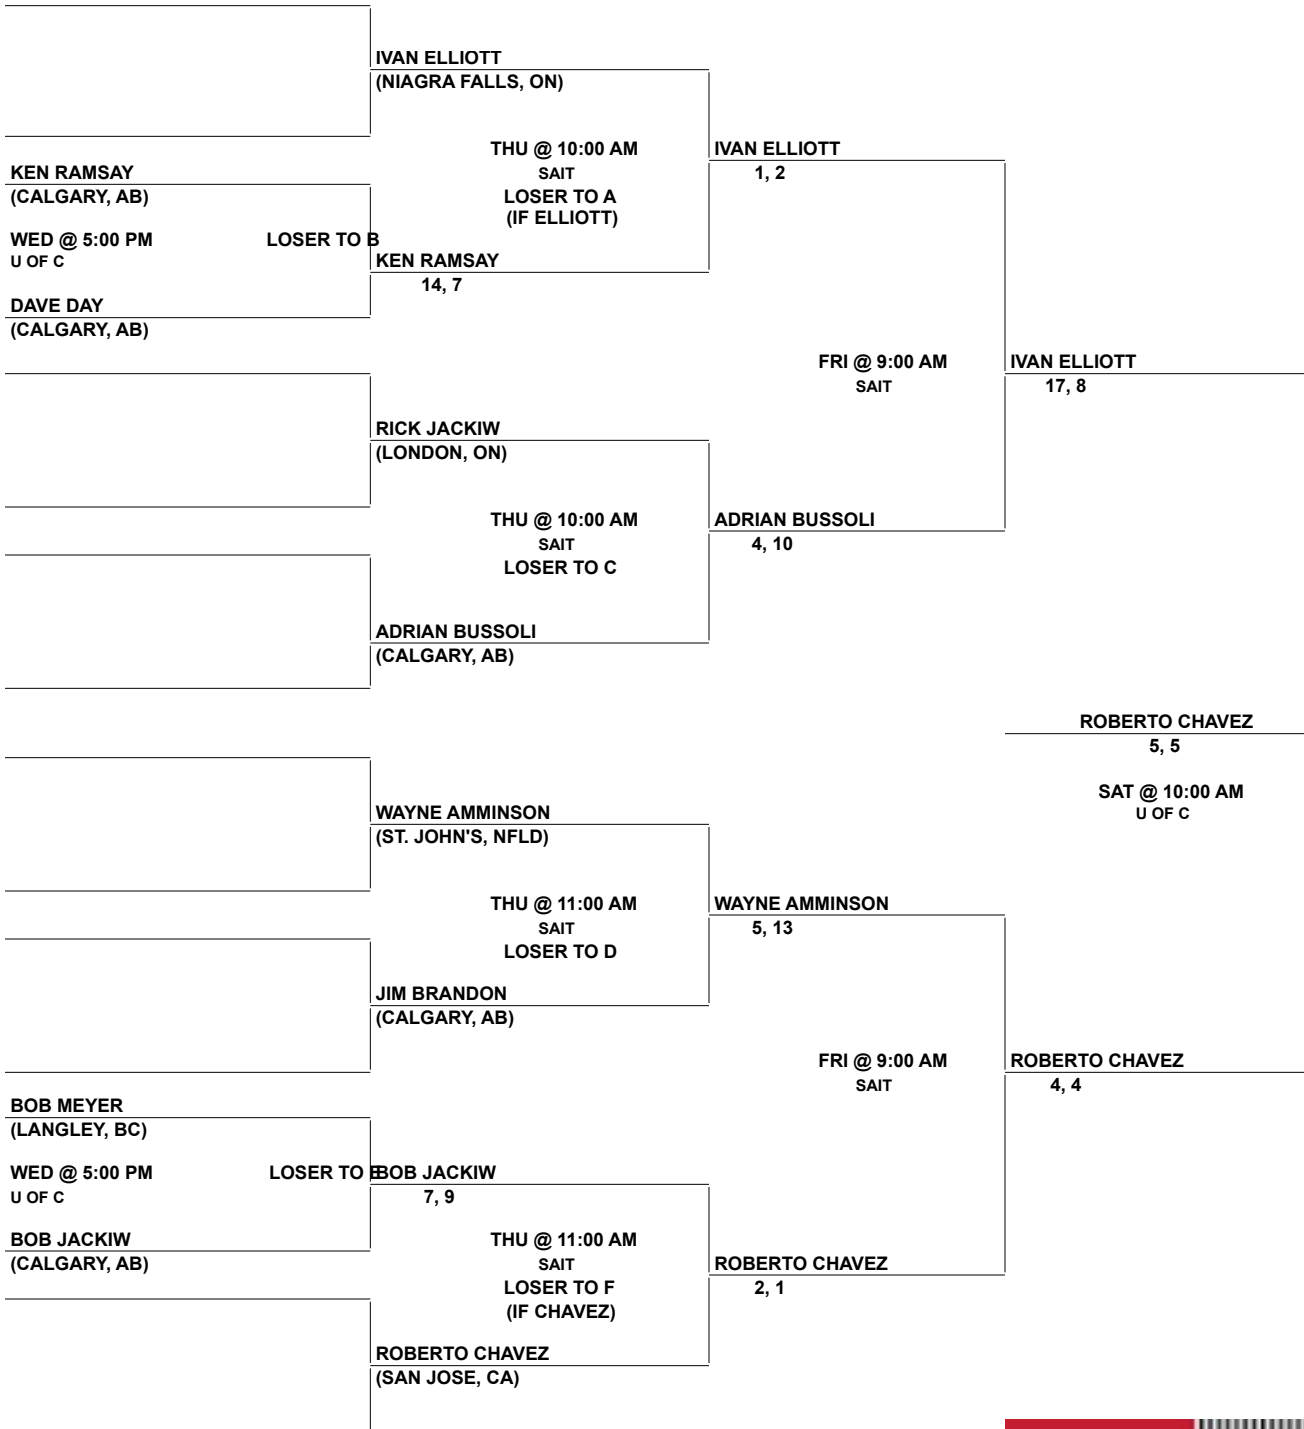 IVAN ELLIOTT
(NIAGRA FALLS, ON)
THU @ 10:00 AM
SAIT
LOSER TO A
(IF ELLIOTT)
IVAN ELLIOTT
1, 2
KEN RAMSAY
(CALGARY, AB)
WED @ 5:00 PM
U OF C
LOSER TO B
KEN RAMSAY
14, 7
DAVE DAY
(CALGARY, AB)
FRI @ 9:00 AM
SAIT
IVAN ELLIOTT
17, 8
RICK JACKIW
(LONDON, ON)
THU @ 10:00 AM
SAIT
LOSER TO C
ADRIAN BUSSOLI
4, 10
ADRIAN BUSSOLI
(CALGARY, AB)
ROBERTO CHAVEZ
5, 5
SAT @ 10:00 AM
U OF C
WAYNE AMMINSON
(ST. JOHN'S, NFLD)
THU @ 11:00 AM
SAIT
LOSER TO D
WAYNE AMMINSON
5, 13
JIM BRANDON
(CALGARY, AB)
FRI @ 9:00 AM
SAIT
ROBERTO CHAVEZ
4, 4
BOB MEYER
(LANGLEY, BC)
WED @ 5:00 PM
U OF C
LOSER TO E
BOB JACKIW
7, 9
BOB JACKIW
(CALGARY, AB)
THU @ 11:00 AM
SAIT
LOSER TO F
(IF CHAVEZ)
ROBERTO CHAVEZ
2, 1
ROBERTO CHAVEZ
(SAN JOSE, CA)